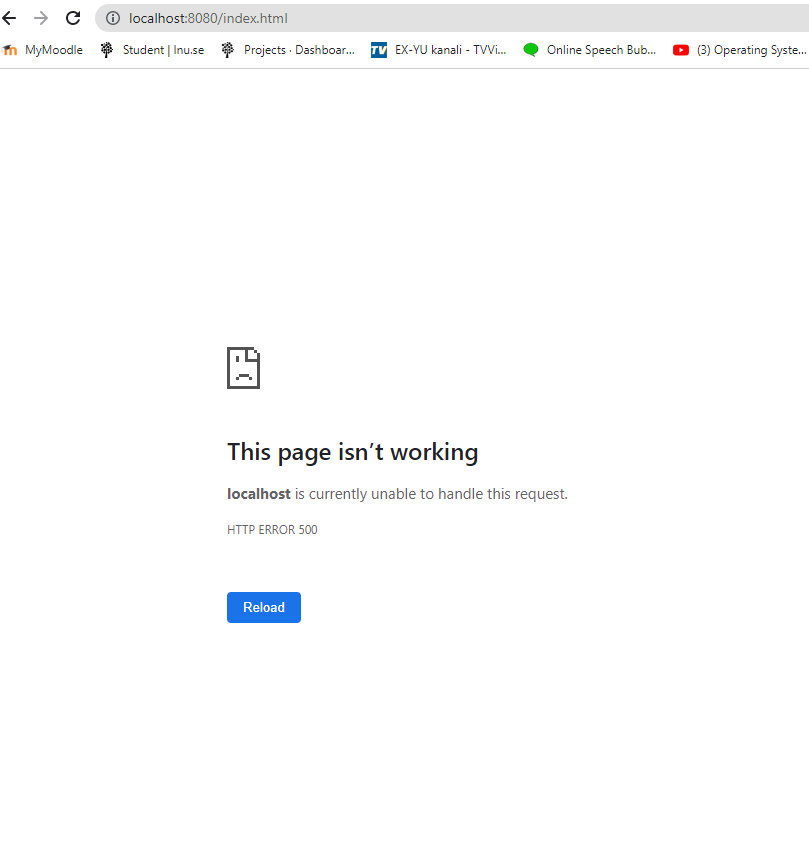 localhost:8080/index.html
MyMoodle Student | lnu.se Projects · Dashboar... TV EX-YU kanali - TVVi... Online Speech Bub... (3) Operating Syste...
This page isn’t working
localhost is currently unable to handle this request.
HTTP ERROR 500
Reload